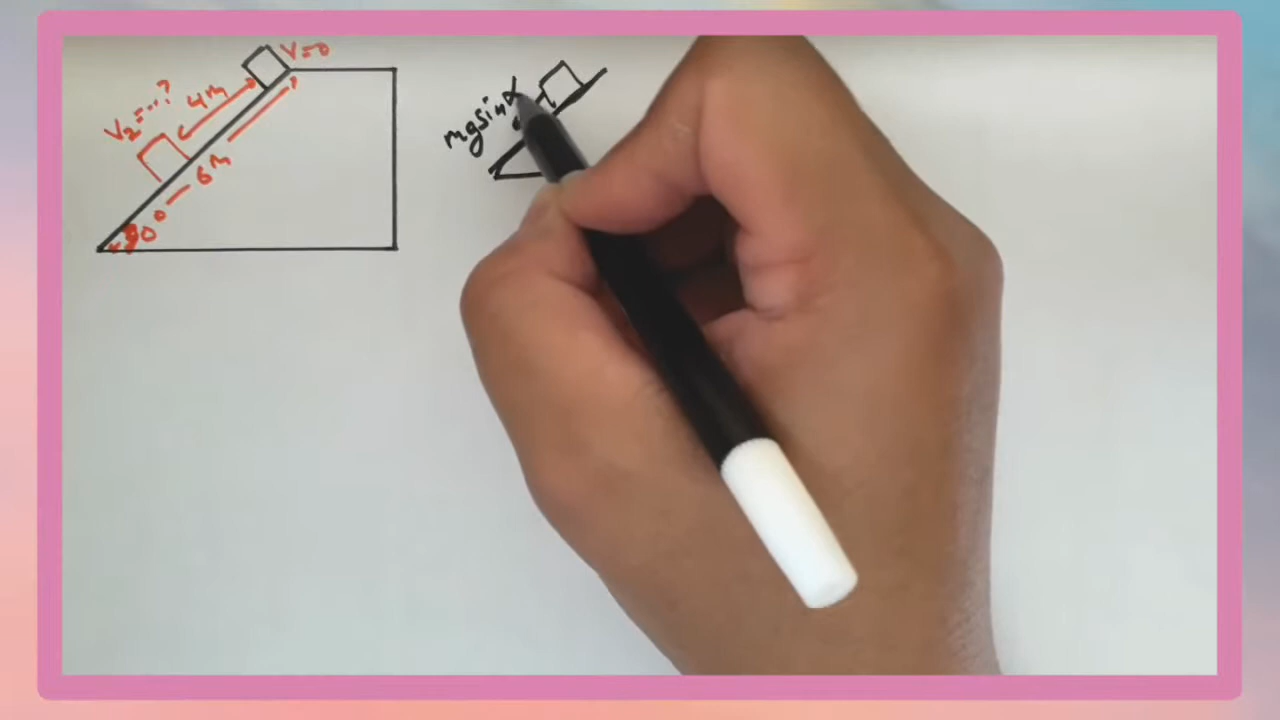 V=0
V2=...?
4m
6m
30°
mgsinα